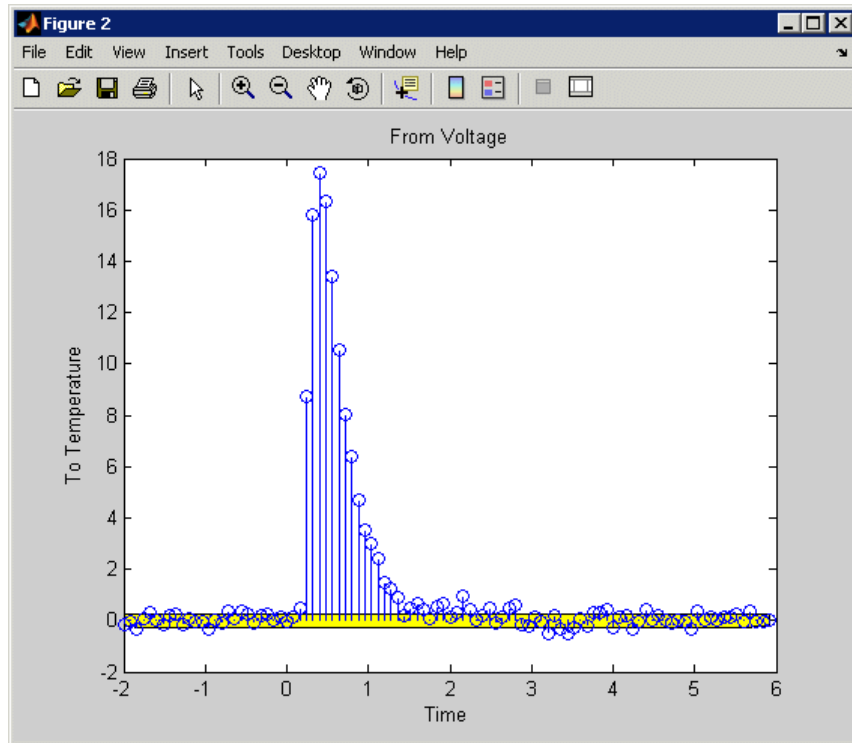 Figure 2
File Edit View Insert Tools Desktop Window Help
From Voltage
18
16
14
12
10
8
6
4
2
0
-2
To Temperature
-2 -1 0 1 2 3 4 5 6
Time